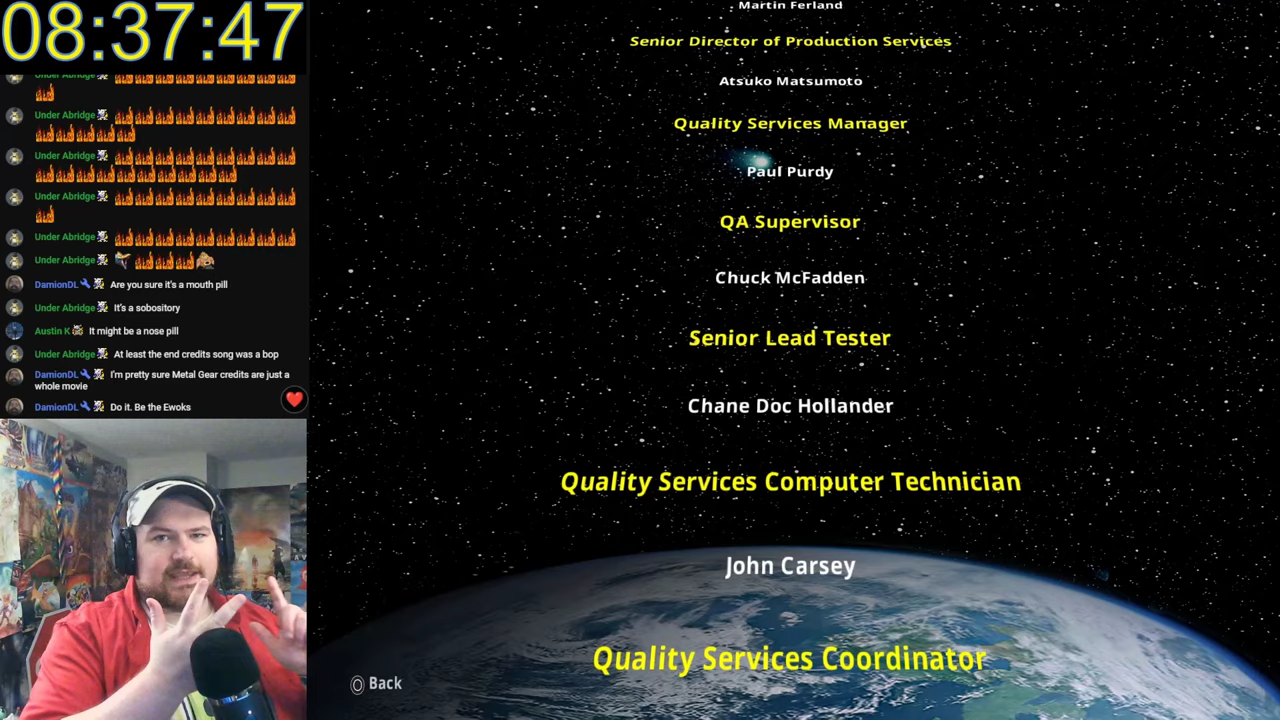 08:37:47
Under Abridge
Under Abridge
Under Abridge
Under Abridge
Under Abridge
Under Abridge
DamionDL Are you sure it's a mouth pill
Under Abridge It's a sobository
Austin K It might be a nose pill
Under Abridge At least the end credits song was a bop
DamionDL I'm pretty sure Metal Gear credits are just a
whole movie
DamionDL Do it. Be the Ewoks
Martin Ferland
Senior Director of Production Services
Atsuko Matsumoto
Quality Services Manager
Paul Purdy
QA Supervisor
Chuck McFadden
Senior Lead Tester
Chane Doc Hollander
Quality Services Computer Technician
John Carsey
Quality Services Coordinator
Back